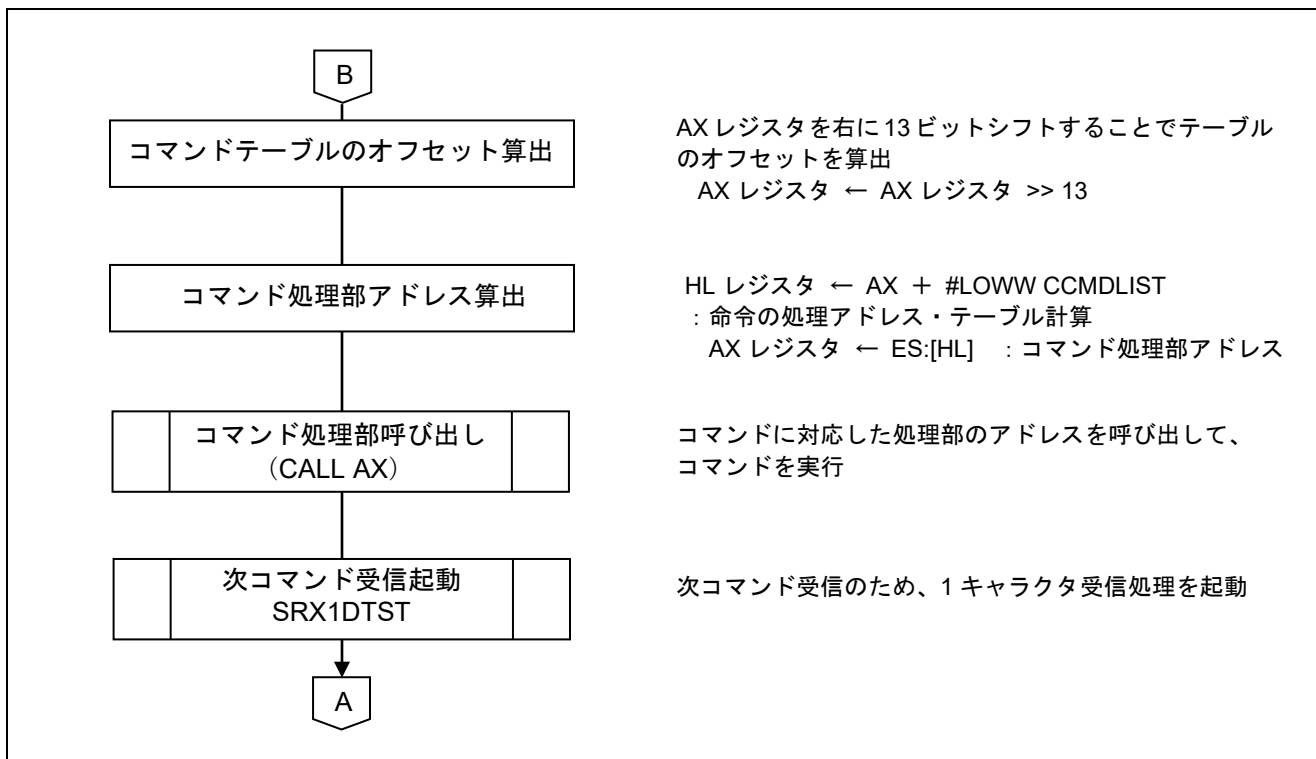 B
コマンドテーブルのオフセット算出
AX レジスタを右に 13 ビットシフトすることでテーブル
のオフセットを算出
AX レジスタ ← AX レジスタ >> 13
コマンド処理部アドレス算出
HL レジスタ ← AX + #LOWW CCMDLIST
:命令の処理アドレス・テーブル計算
AX レジスタ ← ES:[HL] :コマンド処理部アドレス
コマンド処理部呼び出し
(CALL AX)
コマンドに対応した処理部のアドレスを呼び出して、
コマンドを実行
次コマンド受信起動
SRX1DTST
次コマンド受信のため、1 キャラクタ受信処理を起動
A